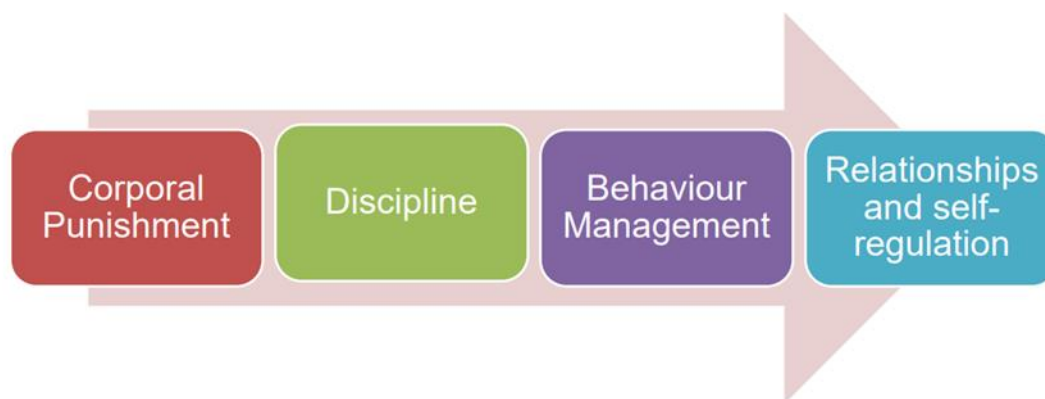 Corporal
Punishment
Discipline
Behaviour
Management
Relationships
and self-
regulation